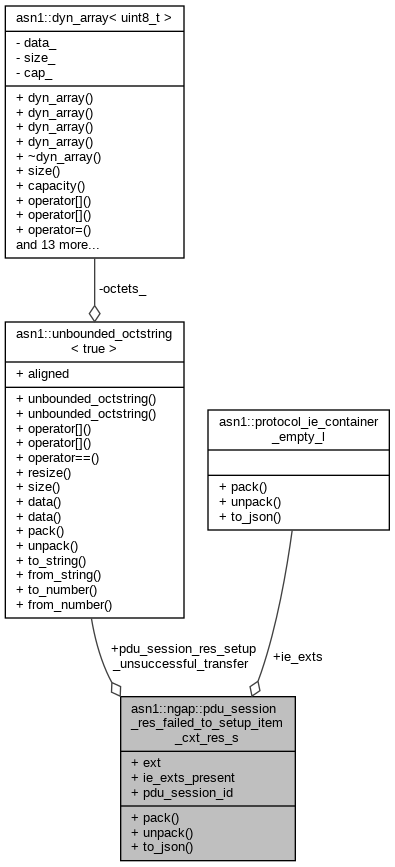 asn1::dyn_array< uint8_t >
- data_
- size_
- cap_
+ dyn_array()
+ dyn_array()
+ dyn_array()
+ dyn_array()
+ ~dyn_array()
+ size()
+ capacity()
+ operator[]()
+ operator[]()
+ operator=()
and 13 more...
-octets_
asn1::unbounded_octstring
< true >
+ aligned
+ unbounded_octstring()
+ unbounded_octstring()
+ operator[]()
+ operator[]()
+ operator==()
+ resize()
+ size()
+ data()
+ data()
+ pack()
+ unpack()
+ to_string()
+ from_string()
+ to_number()
+ from_number()
asn1::protocol_ie_container
_empty_l
+ pack()
+ unpack()
+ to_json()
+pdu_session_res_setup
_unsuccessful_transfer
+ie_exts
asn1::ngap::pdu_session
_res_failed_to_setup_item
_cxt_res_s
+ ext
+ ie_exts_present
+ pdu_session_id
+ pack()
+ unpack()
+ to_json()